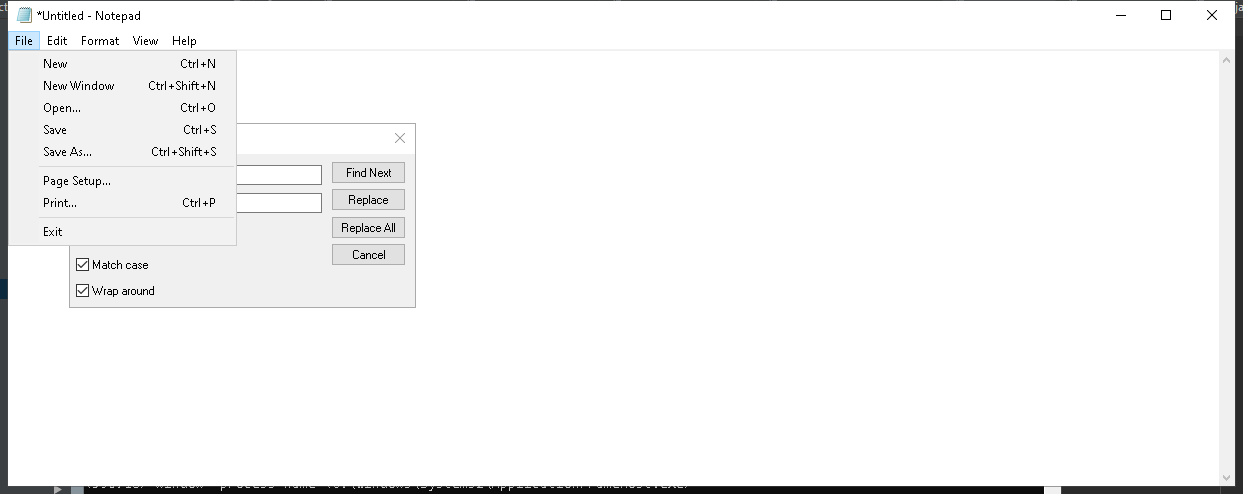 *Untitled - Notepad
File Edit Format View Help
New Ctrl+N
New Window Ctrl+Shift+N
Open... Ctrl+O
Save Ctrl+S
Save As... Ctrl+Shift+S
Page Setup...
Print... Ctrl+P
Exit
Find Next
Replace
Replace All
Cancel
Match case
Wrap around